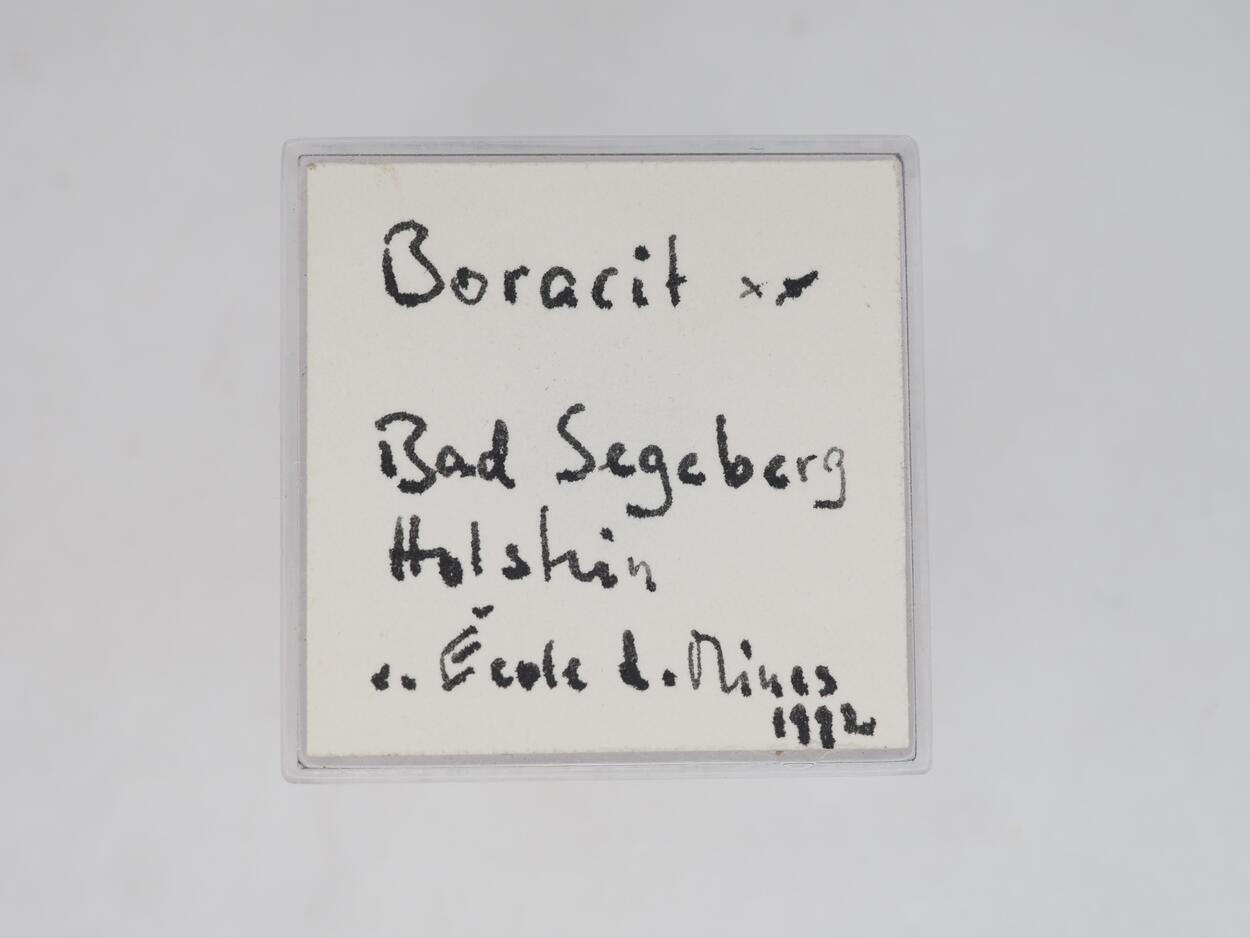 Boracit xx
Bad Segeberg
Holstein
e. École d. Mines
1992